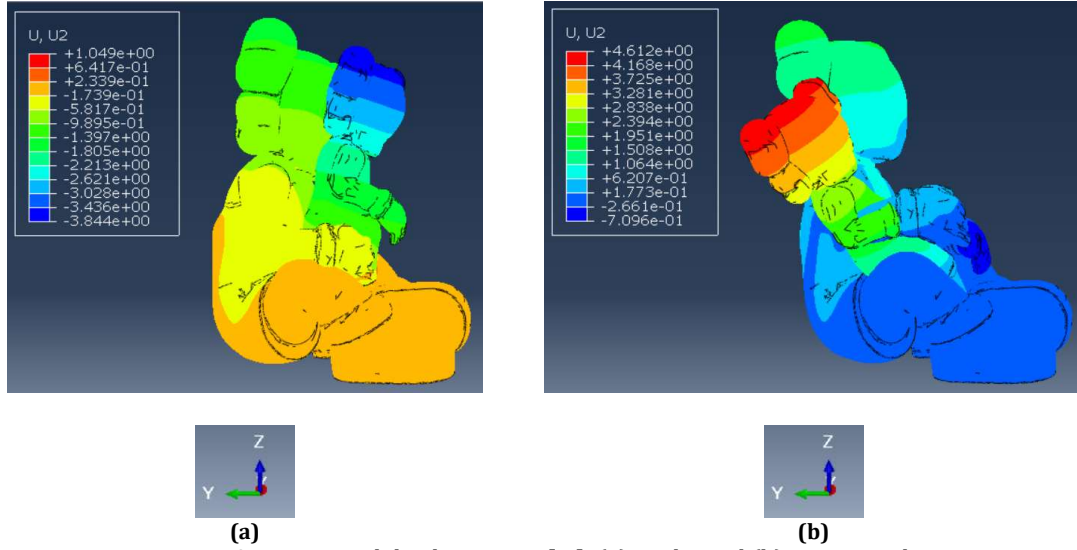 U, U2
+1.049e+00
+6.417e-01
+2.339e-01
-1.739e-01
-5.817e-01
-9.895e-01
-1.397e+00
-1.805e+00
-2.213e+00
-2.621e+00
-3.028e+00
-3.436e+00
-3.844e+00
U, U2
+4.612e+00
+4.168e+00
+3.725e+00
+3.281e+00
+2.838e+00
+2.394e+00
+1.951e+00
+1.508e+00
+1.064e+00
+6.207e-01
+1.773e-01
-2.661e-01
-7.096e-01
Z
Y
Z
Y
(a)
(b)